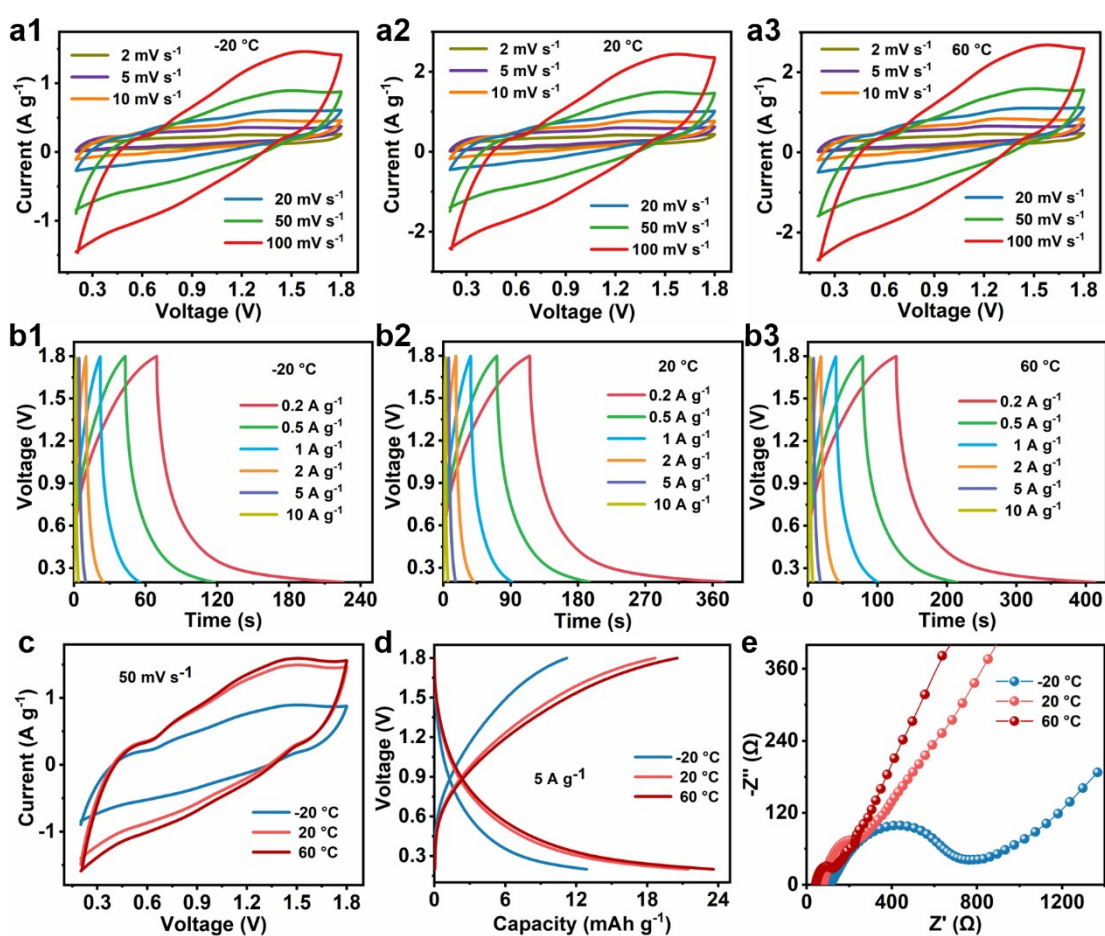 a1
-20 °C
2 mV s⁻¹
5 mV s⁻¹
10 mV s⁻¹
20 mV s⁻¹
50 mV s⁻¹
100 mV s⁻¹
Current (A g⁻¹)
1
0
-1
0.3 0.6 0.9 1.2 1.5 1.8
Voltage (V)
a2
20 °C
2 mV s⁻¹
5 mV s⁻¹
10 mV s⁻¹
20 mV s⁻¹
50 mV s⁻¹
100 mV s⁻¹
Current (A g⁻¹)
2
0
-2
0.3 0.6 0.9 1.2 1.5 1.8
Voltage (V)
a3
60 °C
2 mV s⁻¹
5 mV s⁻¹
10 mV s⁻¹
20 mV s⁻¹
50 mV s⁻¹
100 mV s⁻¹
Current (A g⁻¹)
2
0
-2
0.3 0.6 0.9 1.2 1.5 1.8
Voltage (V)
b1
-20 °C
0.2 A g⁻¹
0.5 A g⁻¹
1 A g⁻¹
2 A g⁻¹
5 A g⁻¹
10 A g⁻¹
Voltage (V)
1.8
1.5
1.2
0.9
0.6
0.3
0 60 120 180 240
Time (s)
b2
20 °C
0.2 A g⁻¹
0.5 A g⁻¹
1 A g⁻¹
2 A g⁻¹
5 A g⁻¹
10 A g⁻¹
Voltage (V)
1.8
1.5
1.2
0.9
0.6
0.3
0 90 180 270 360
Time (s)
b3
60 °C
0.2 A g⁻¹
0.5 A g⁻¹
1 A g⁻¹
2 A g⁻¹
5 A g⁻¹
10 A g⁻¹
Voltage (V)
1.8
1.5
1.2
0.9
0.6
0.3
0 100 200 300 400
Time (s)
c
50 mV s⁻¹
-20 °C
20 °C
60 °C
Current (A g⁻¹)
1
0
-1
0.3 0.6 0.9 1.2 1.5 1.8
Voltage (V)
d
5 A g⁻¹
-20 °C
20 °C
60 °C
Voltage (V)
1.8
1.5
1.2
0.9
0.6
0.3
0 6 12 18 24
Capacity (mAh g⁻¹)
e
-20 °C
20 °C
60 °C
-Z'' (Ω)
360
240
120
0
0 400 800 1200
Z' (Ω)